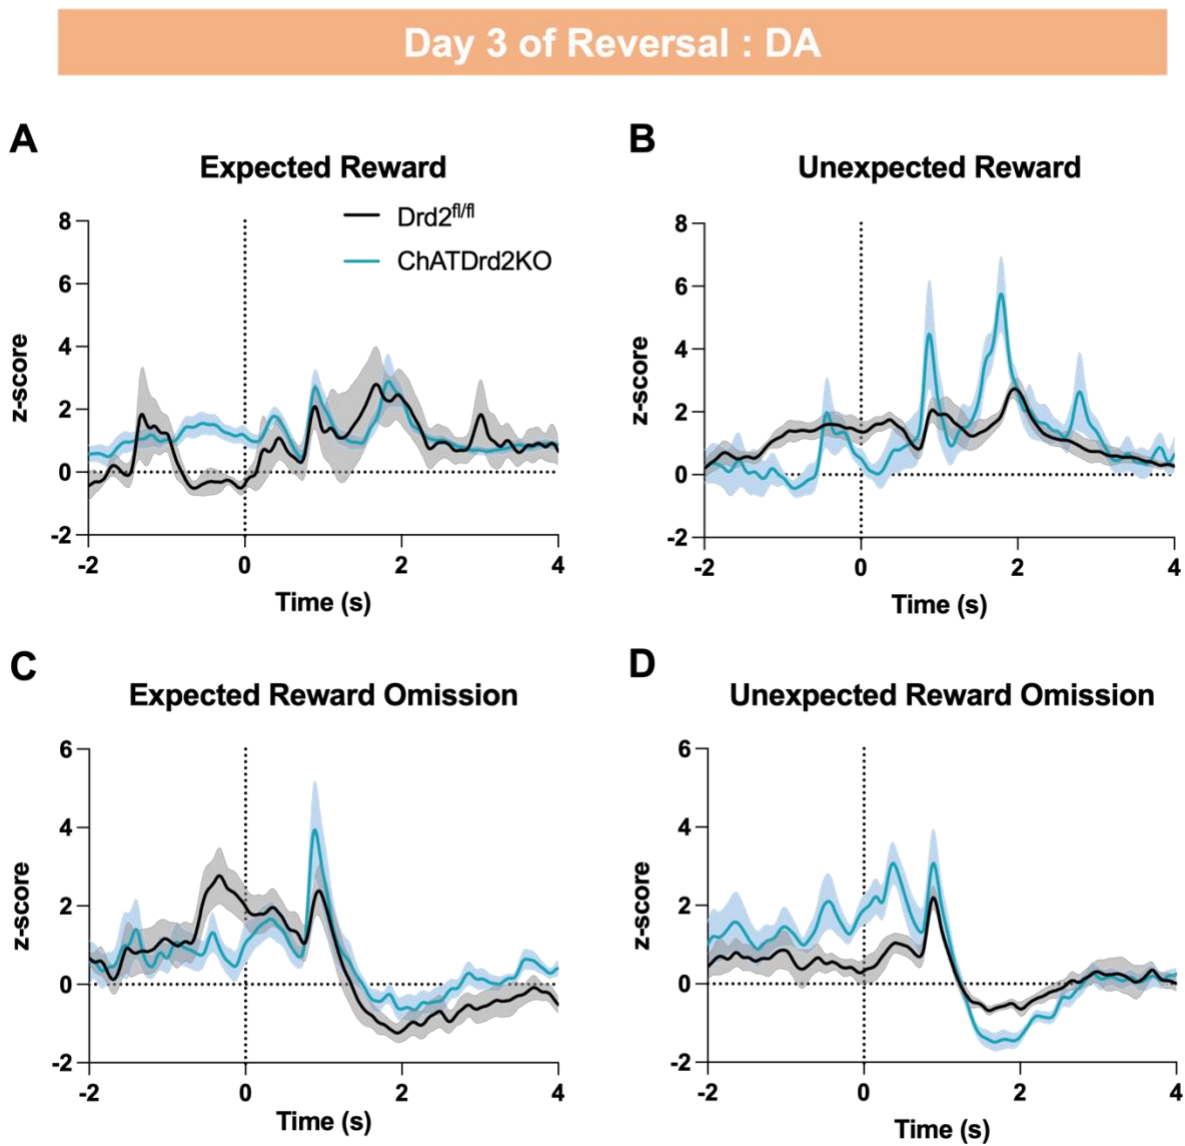 Day 3 of Reversal : DA
A
Expected Reward
Drd2fl/fl
ChATDrd2KO
z-score
8
6
4
2
0
-2
-2
0
2
4
Time (s)
B
Unexpected Reward
z-score
8
6
4
2
0
-2
-2
0
2
4
Time (s)
C
Expected Reward Omission
z-score
6
4
2
0
-2
-2
0
2
4
Time (s)
D
Unexpected Reward Omission
z-score
6
4
2
0
-2
-2
0
2
4
Time (s)